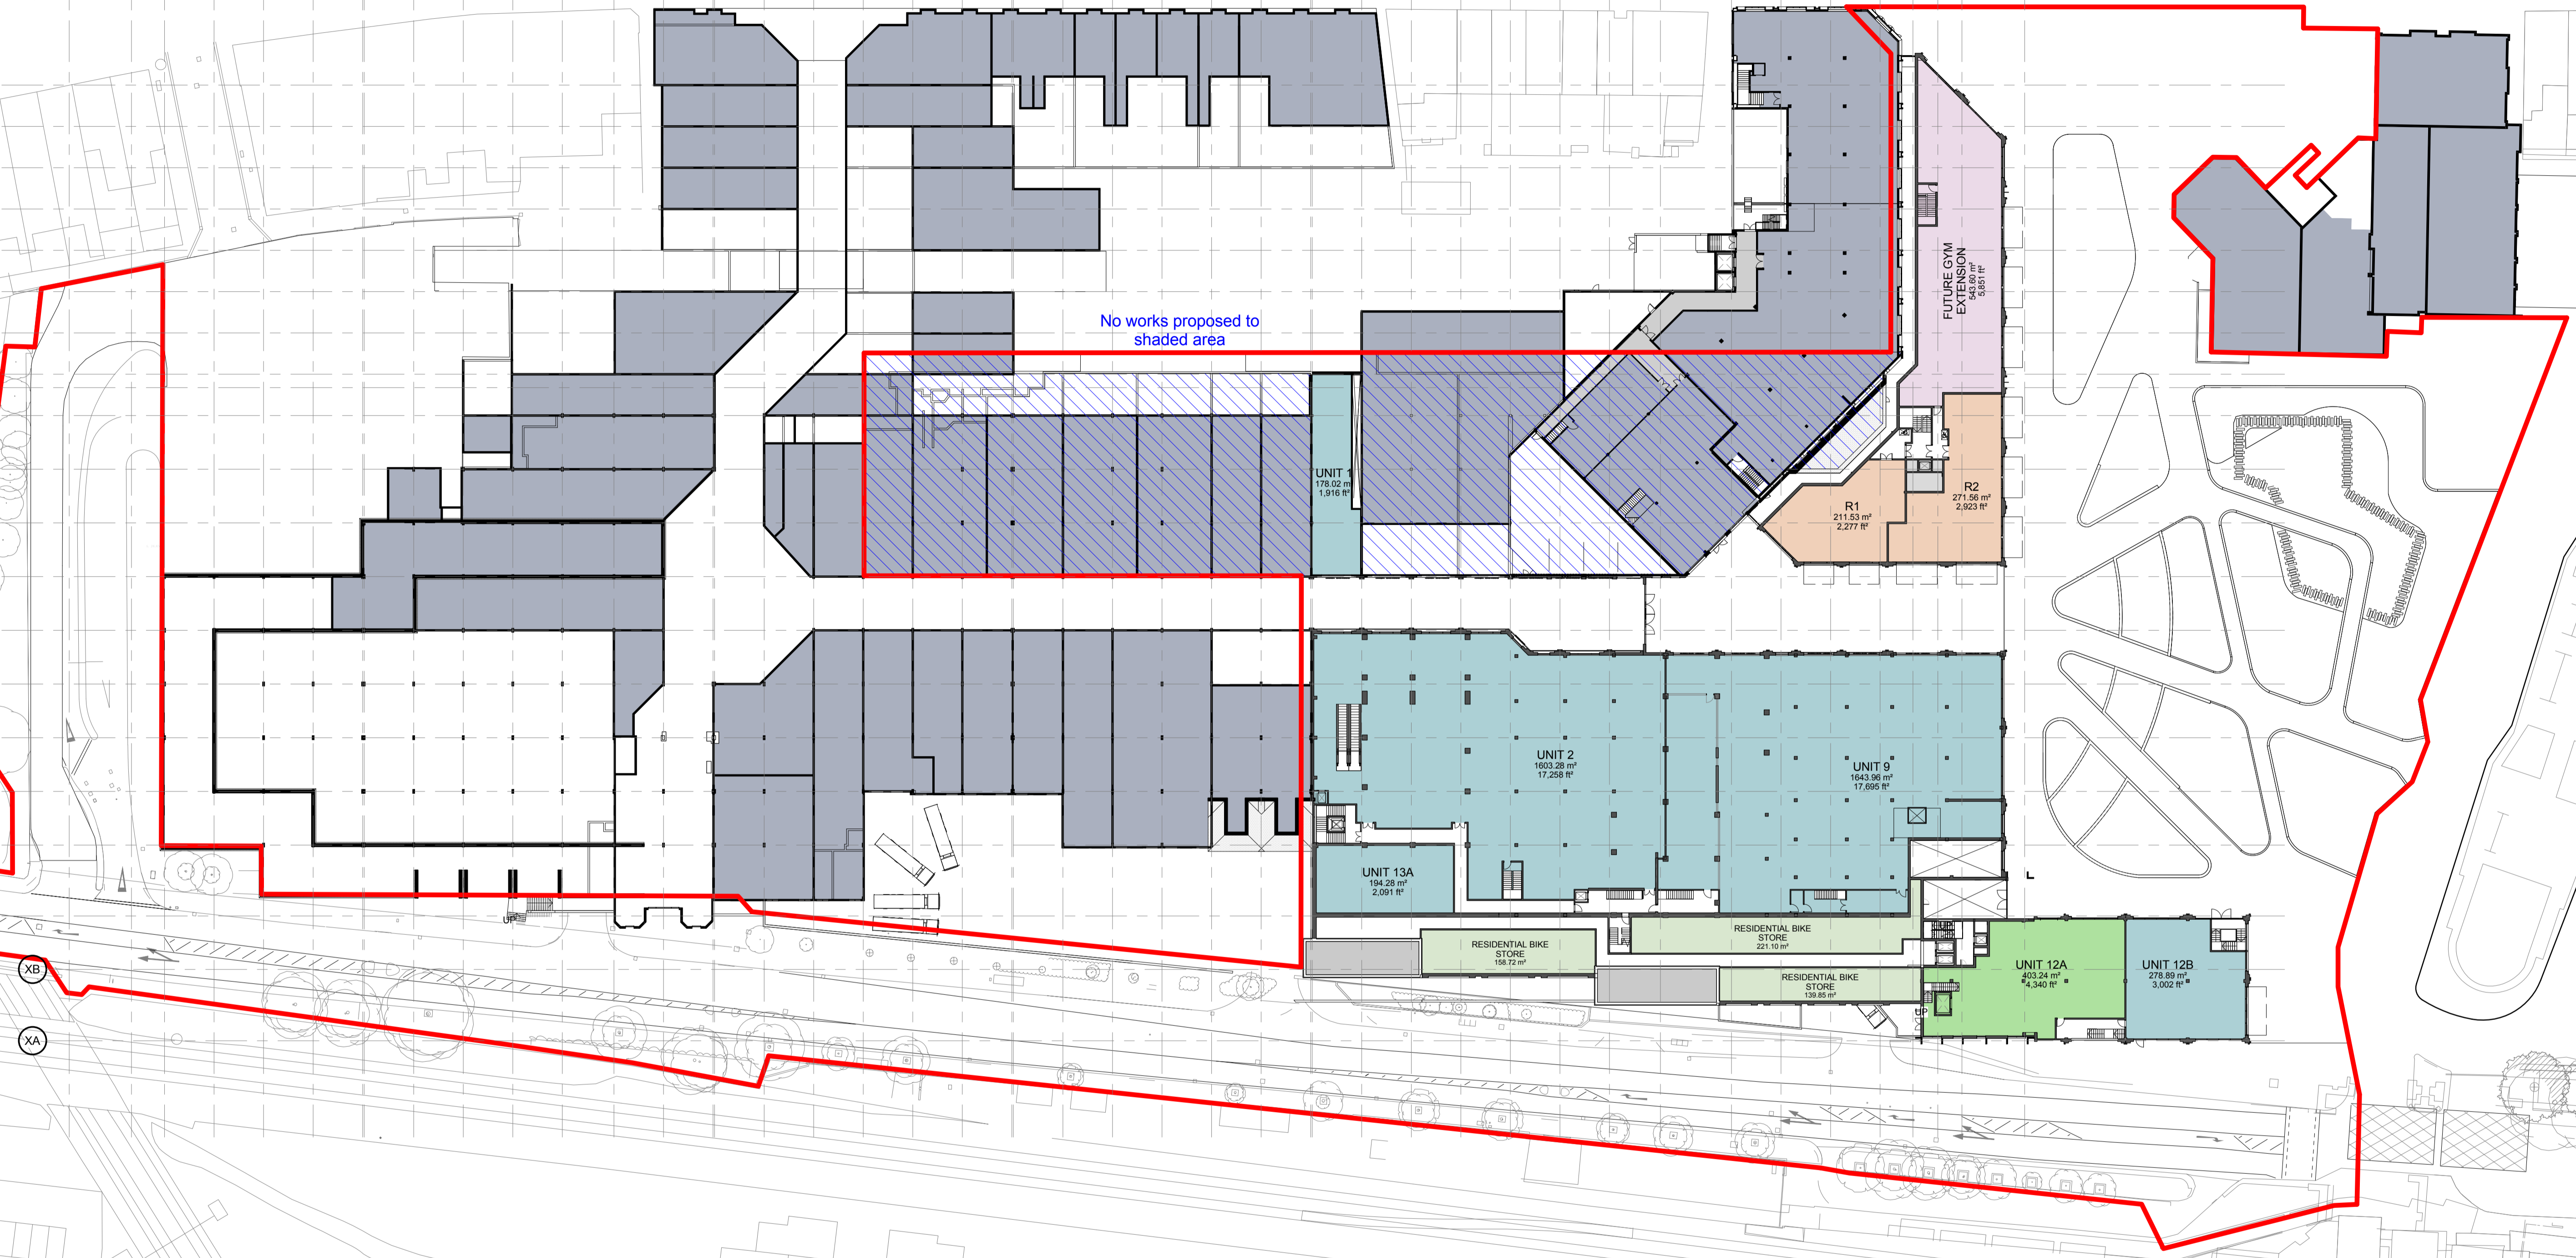 No works proposed to
shaded area
FUTURE GYM
EXTENSION
543.60 m²
5,851 ft²
UNIT 1
178.02 m
1,916 ft²
R2
271.56 m²
2,923 ft²
R1
211.53 m²
2,277 ft²
UNIT 2
1603.28 m²
17,258 ft²
UNIT 9
1643.96 m²
17,695 ft²
UNIT 13A
194.28 m²
2,091 ft²
L
UP
UP
RESIDENTIAL BIKE
STORE
221.10 m²
RESIDENTIAL BIKE
STORE
158.72 m²
RESIDENTIAL BIKE
STORE
139.85 m²
UNIT 12A
403.24 m²
4,340 ft²
UNIT 12B
278.89 m²
3,002 ft²
UP
XB
XA